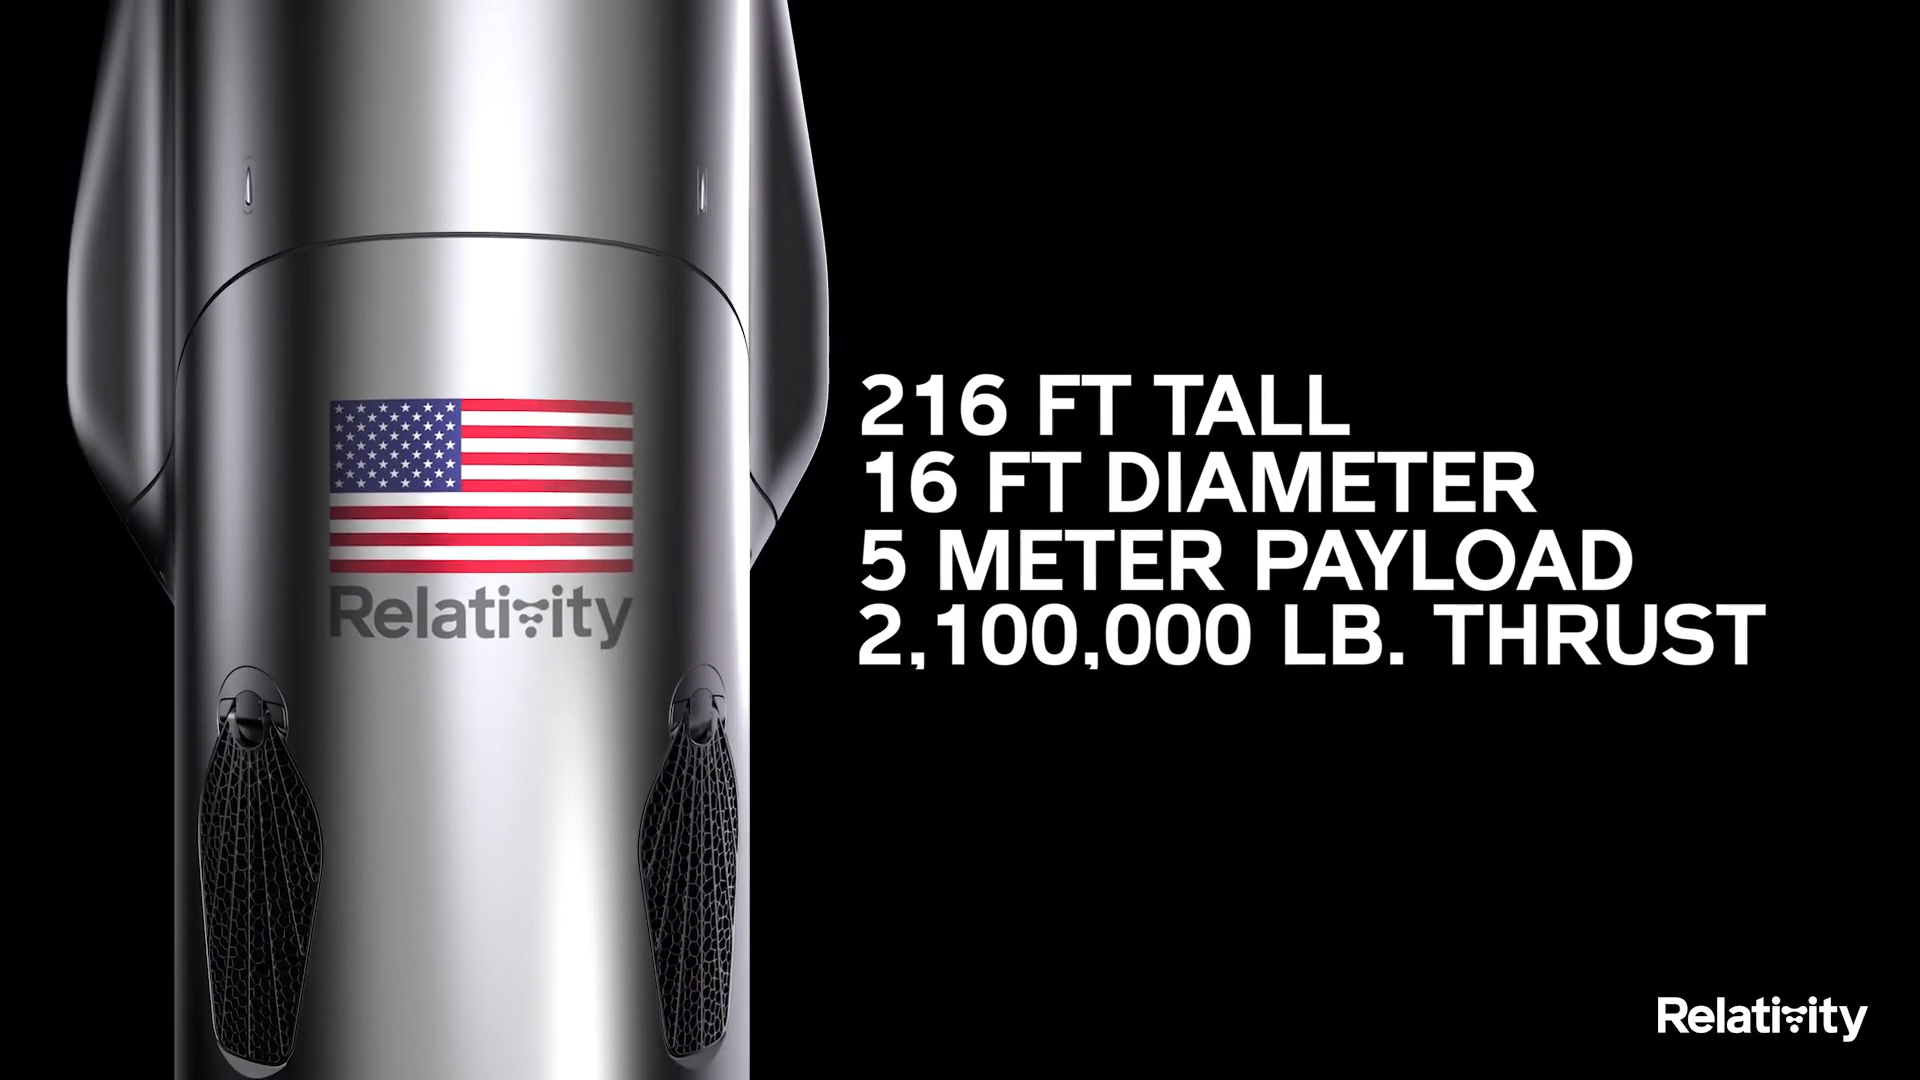 Relativity
216 FT TALL
16 FT DIAMETER
5 METER PAYLOAD
2,100,000 LB. THRUST
Relativity